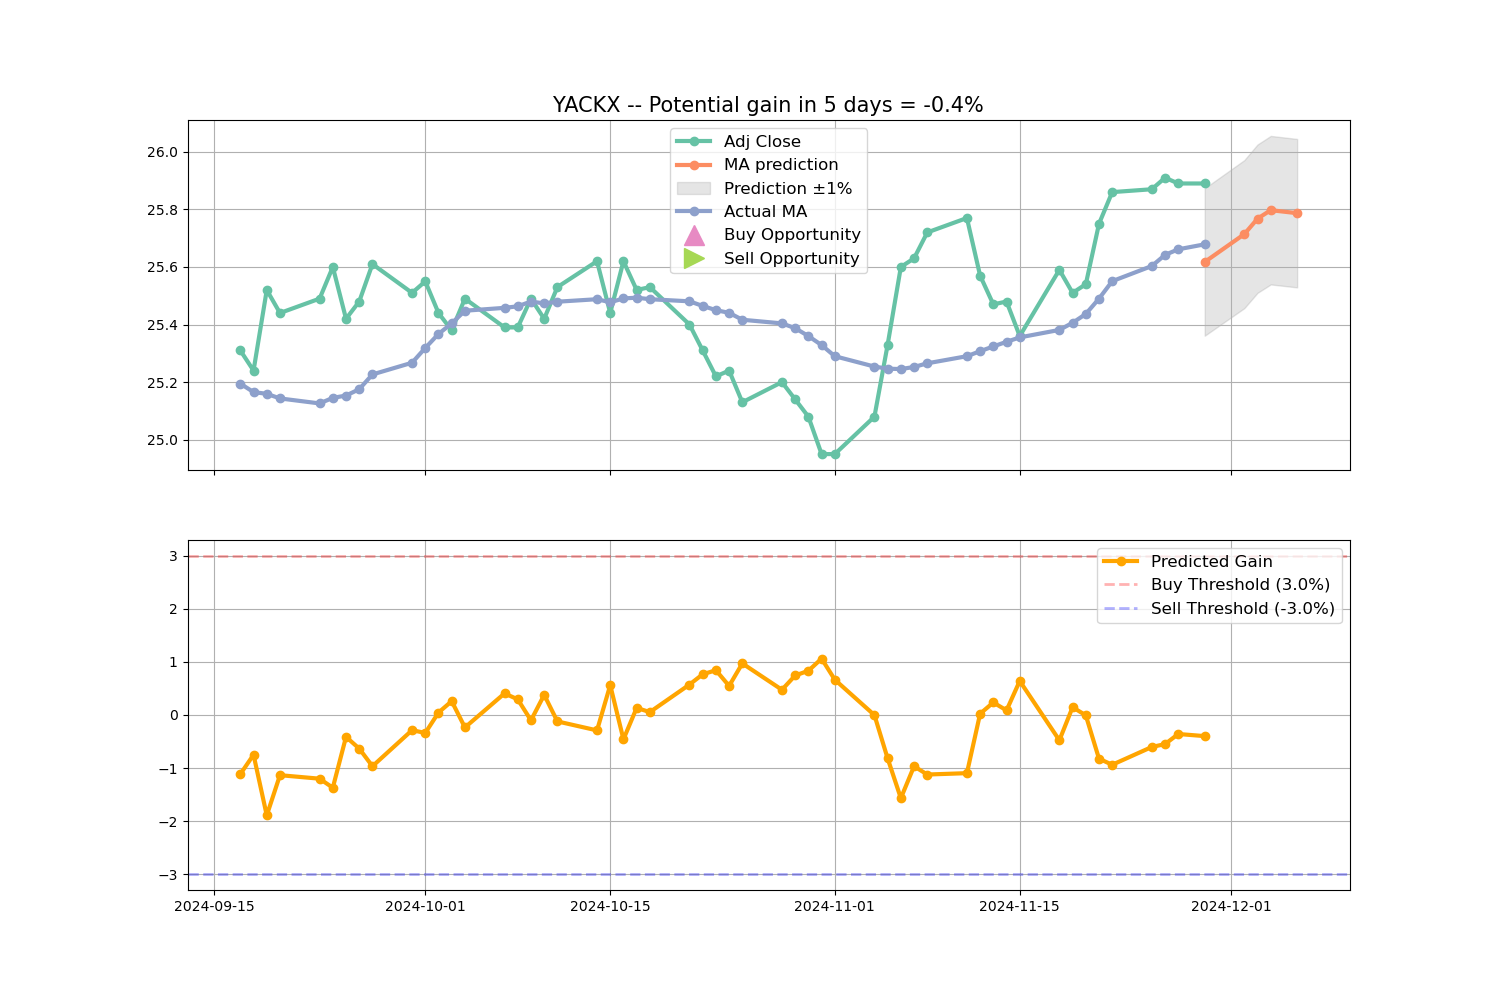 YACKX -- Potential gain in 5 days = -0.4%
26.0
25.8
25.6
25.4
25.2
25.0
Adj Close
MA prediction
Prediction ±1%
Actual MA
Buy Opportunity
Sell Opportunity
3
2
1
0
−1
−2
−3
Predicted Gain
Buy Threshold (3.0%)
Sell Threshold (-3.0%)
2024-09-15
2024-10-01
2024-10-15
2024-11-01
2024-11-15
2024-12-01